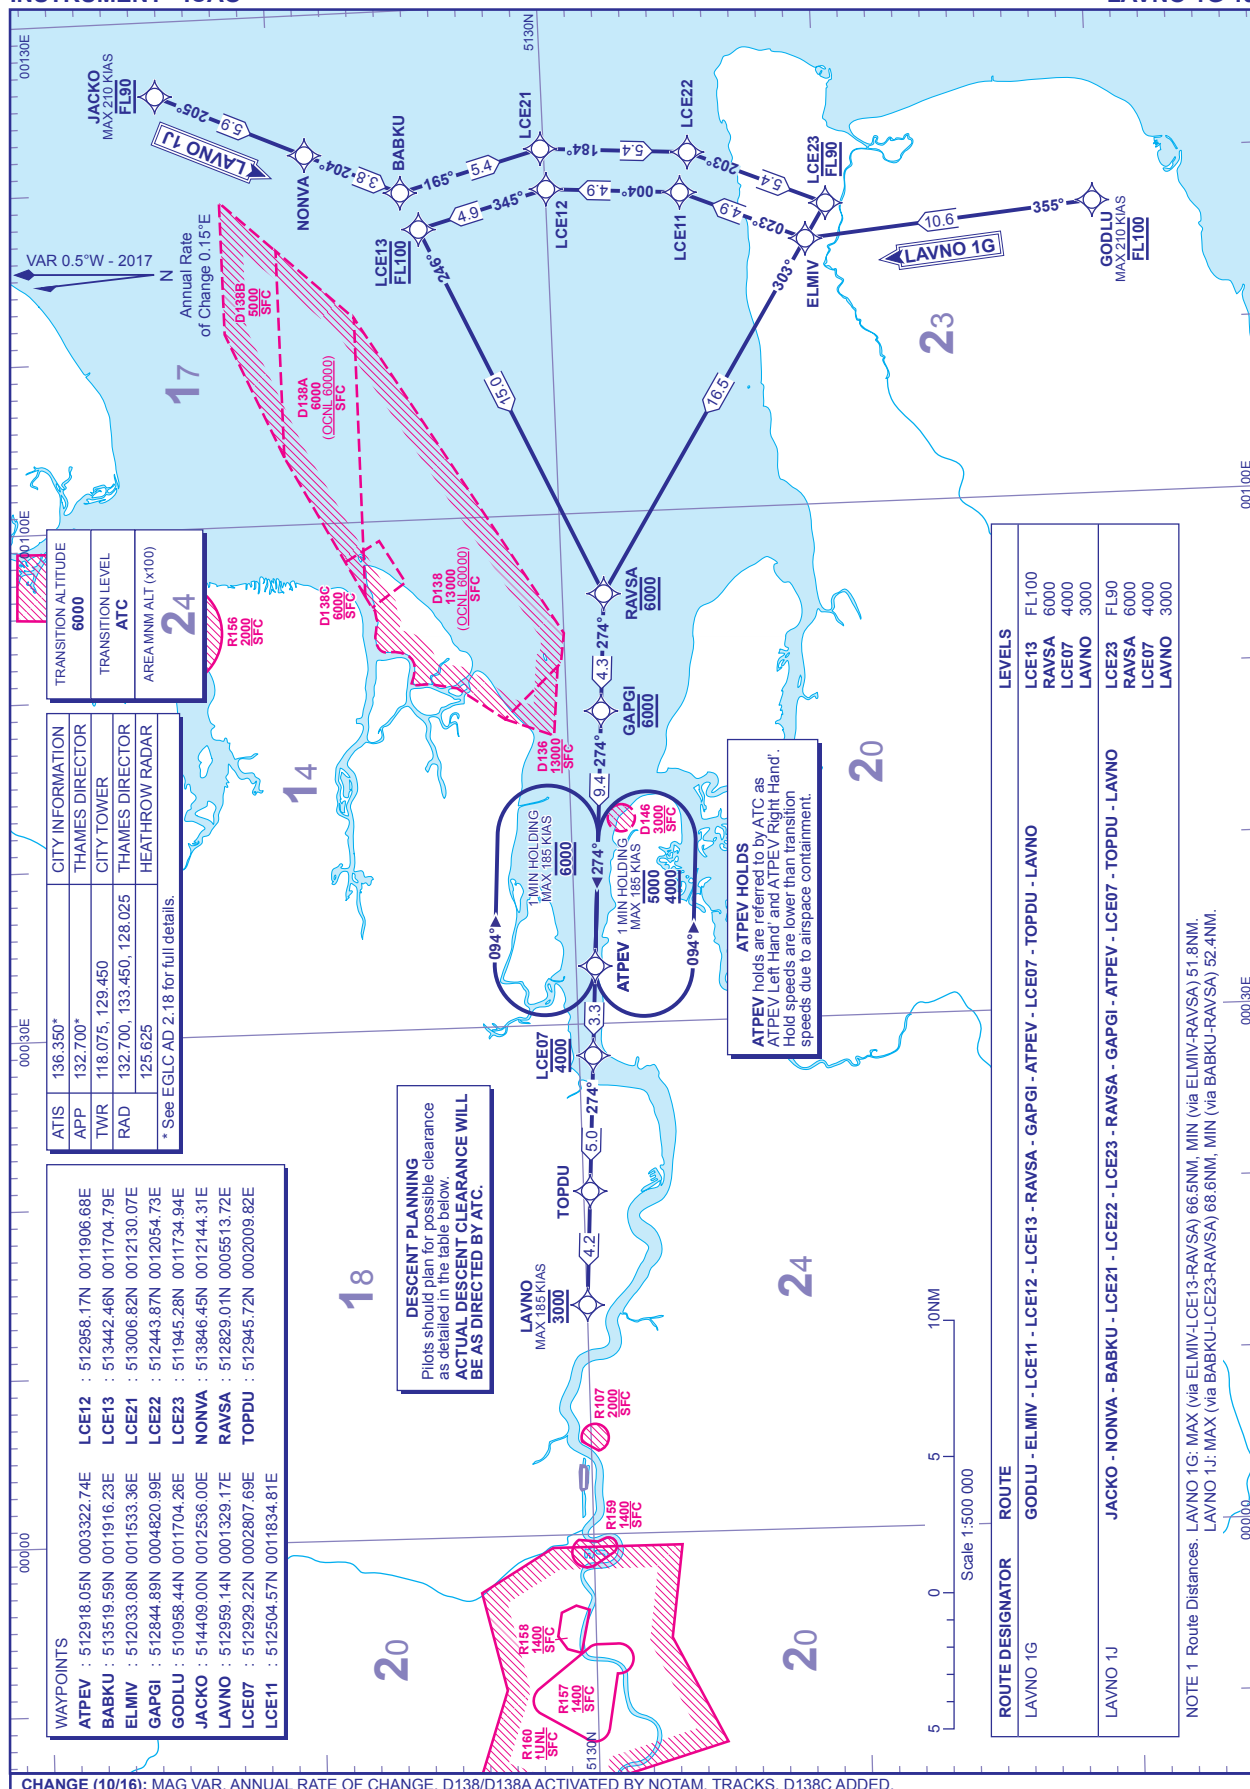 INSTRUMENT
00130E
5130N
JACKO
MAX 210 KIAS
FL90
205°
5.9
LAVNO 1J
NONVA
204°
3.8
BABKU
165°
5.4
LCE21
184°
5.4
LCE22
203°
5.4
LCE23
FL90
LCE13
FL100
345°
4.9
LCE12
004°
4.9
LCE11
023°
4.9
ELMIV
303°
16.5
246°
15.0
355°
10.6
LAVNO 1G
GODLU
MAX 210 KIAS
FL100
VAR 0.5°W - 2017
N
Annual Rate
of Change 0.15°E
17
23
D138B
5000
SFC
D138A
6000
(OCNL 60000)
SFC
D138C
6000
SFC
D138
13000
(OCNL 60000)
SFC
D136
13000
SFC
R156
2000
SFC
00100E
00100E
TRANSITION ALTITUDE
6000
TRANSITION LEVEL
ATC
AREA MNM ALT (x100)
24
RAVSA
6000
274°
4.3
GAPGI
6000
274°
9.4
14
20
ATIS 136.350* CITY INFORMATION
APP 132.700* THAMES DIRECTOR
TWR 118.075, 129.450 CITY TOWER
RAD 132.700, 133.450, 128.025 THAMES DIRECTOR
125.625 HEATHROW RADAR
* See EGLC AD 2.18 for full details.
1 MIN HOLDING
MAX 185 KIAS
6000
094°
274°
D146
3000
SFC
ATPEV
1 MIN HOLDING
MAX 185 KIAS
5000
4000
094°
ATPEV HOLDS
ATPEV holds are referred to by ATC as
ATPEV Left Hand' and ATPEV Right Hand'.
Hold speeds are lower than transition
speeds due to airspace containment.
00030E
00030E
3.3
LCE07
4000
274°
5.0
TOPDU
4.2
LAVNO
MAX 185 KIAS
3000
DESCENT PLANNING
Pilots should plan for possible clearance
as detailed in the table below.
ACTUAL DESCENT CLEARANCE WILL
BE AS DIRECTED BY ATC.
18
24
WAYPOINTS
ATPEV : 512918.05N 0003322.74E LCE12 : 512958.17N 0011906.68E
BABKU : 513519.59N 0011916.23E LCE13 : 513442.46N 0011704.79E
ELMIV : 512033.08N 0011533.36E LCE21 : 513006.82N 0012130.07E
GAPGI : 512844.89N 0004820.99E LCE22 : 512443.87N 0012054.73E
GODLU : 510958.44N 0011704.26E LCE23 : 511945.28N 0011734.94E
JACKO : 514409.00N 0012536.00E NONVA : 513846.45N 0012144.31E
LAVNO : 512959.14N 0001329.17E RAVSA : 512829.01N 0005513.72E
LCE07 : 512929.22N 0002807.69E TOPDU : 512945.72N 0002009.82E
LCE11 : 512504.57N 0011834.81E
R107
2000
SFC
R159
1400
SFC
R158
1400
SFC
R157
1400
SFC
R160
†UNL
SFC
5130N
00000
00000
20
20
5
0
5
10NM
Scale 1:500 000
ROUTE DESIGNATOR ROUTE LEVELS
LAVNO 1G GODLU - ELMIV - LCE11 - LCE12 - LCE13 - RAVSA - GAPGI - ATPEV - LCE07 - TOPDU - LAVNO LCE13 FL100
RAVSA 6000
LCE07 4000
LAVNO 3000
LAVNO 1J JACKO - NONVA - BABKU - LCE21 - LCE22 - LCE23 - RAVSA - GAPGI - ATPEV - LCE07 - TOPDU - LAVNO LCE23 FL90
RAVSA 6000
LCE07 4000
LAVNO 3000
NOTE 1 Route Distances. LAVNO 1G: MAX (via ELMIV-LCE13-RAVSA) 66.5NM, MIN (via ELMIV-RAVSA) 51.8NM.
LAVNO 1J: MAX (via BABKU-LCE23-RAVSA) 68.6NM, MIN (via BABKU-RAVSA) 52.4NM.
CHANGE (10/16): MAG VAR. ANNUAL RATE OF CHANGE. D138/D138A ACTIVATED BY NOTAM. TRACKS. D138C ADDED.